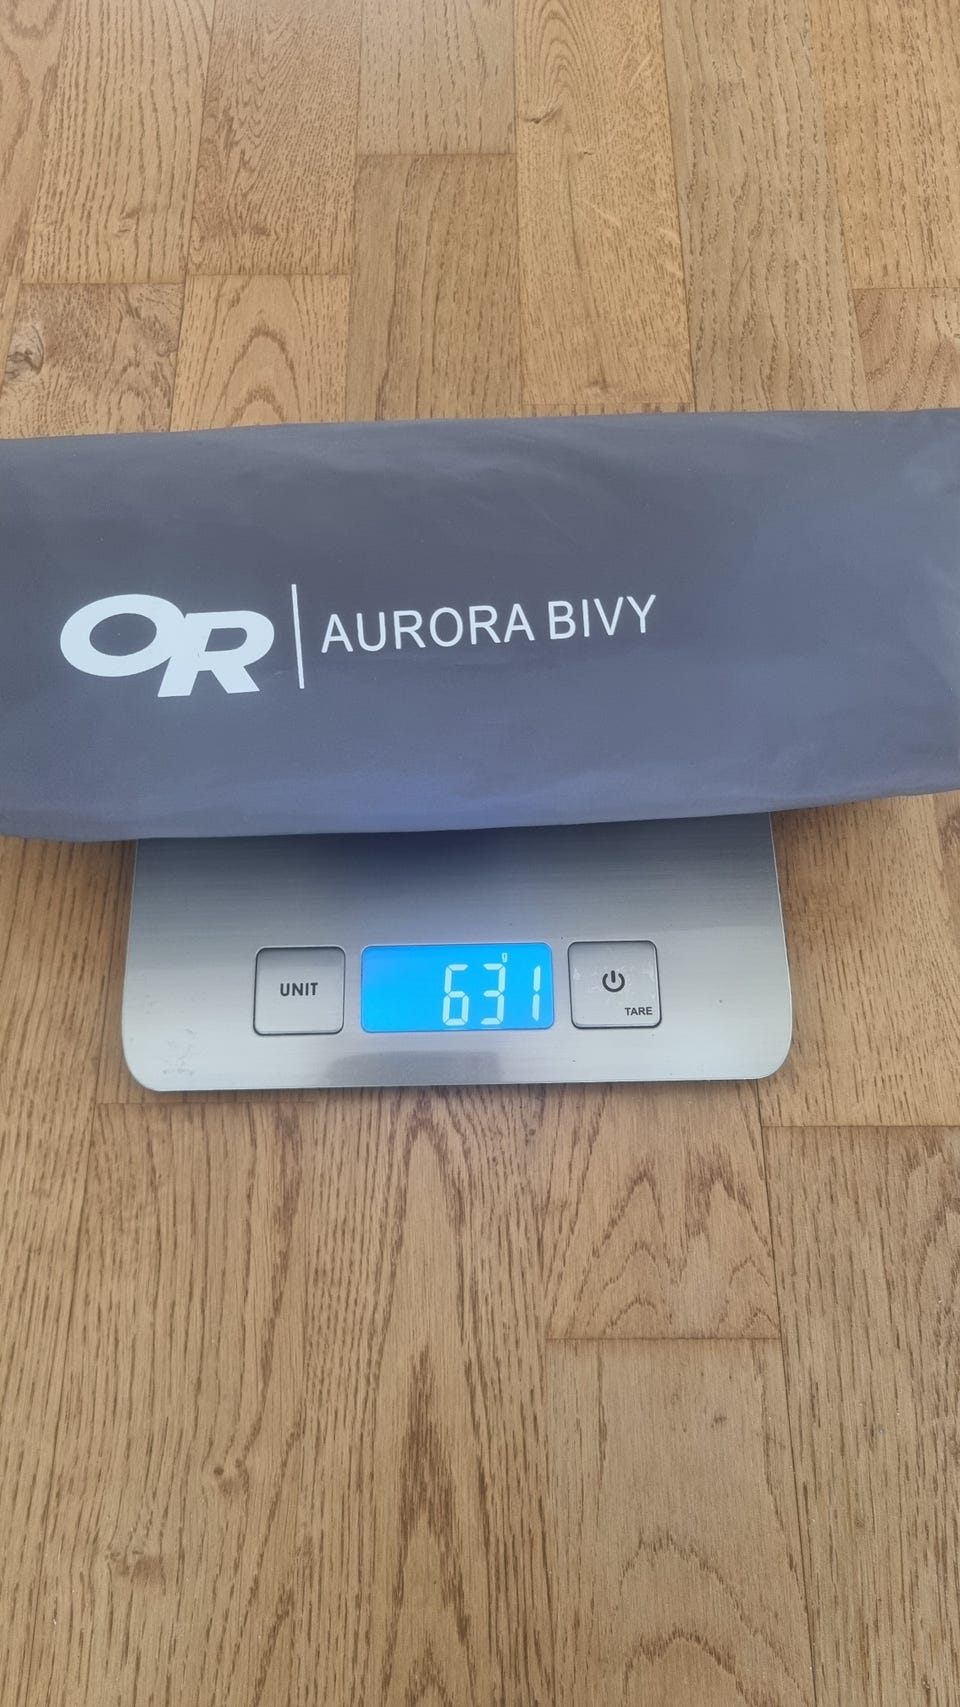 OR | AURORA BIVY
UNIT
g
631
TARE